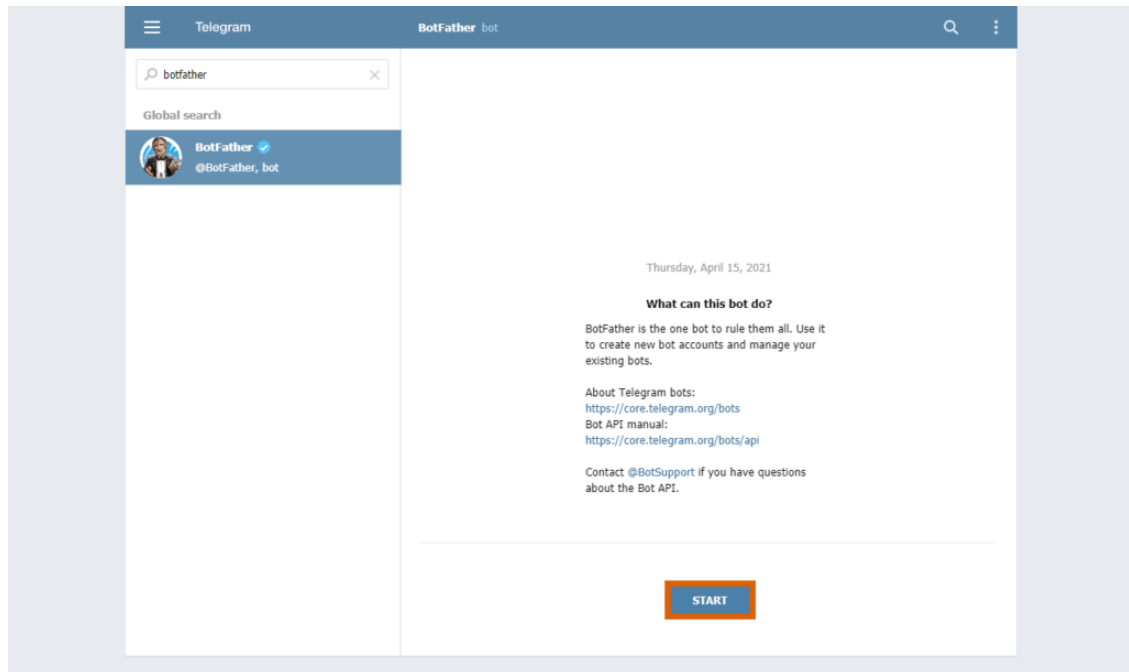 Telegram
BotFather bot
botfather
Global search
BotFather
@BotFather, bot
Thursday, April 15, 2021
What can this bot do?
BotFather is the one bot to rule them all. Use it
to create new bot accounts and manage your
existing bots.
About Telegram bots:
https://core.telegram.org/bots
Bot API manual:
https://core.telegram.org/bots/api
Contact @BotSupport if you have questions
about the Bot API.
START